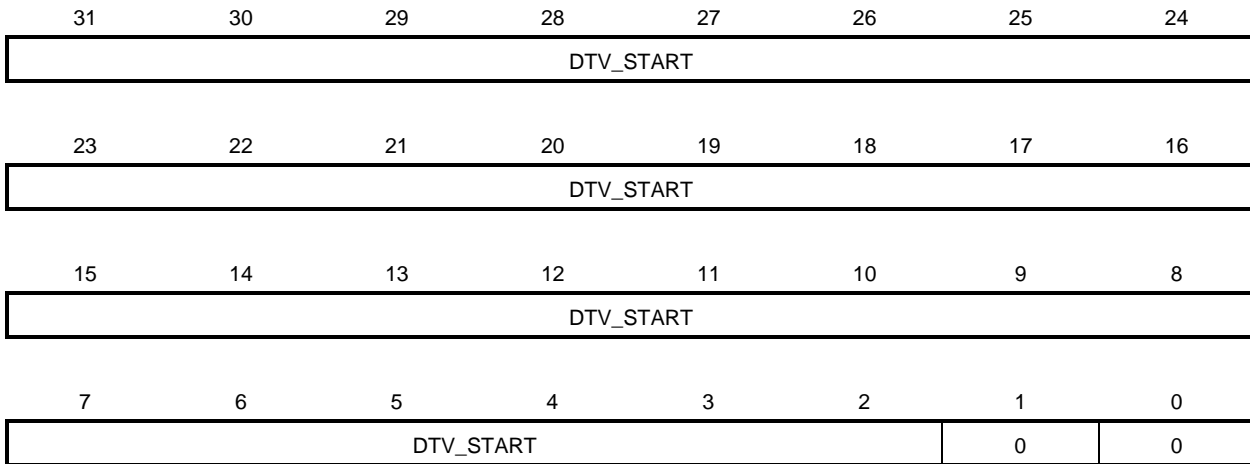 31 30 29 28 27 26 25 24
DTV_START
23 22 21 20 19 18 17 16
DTV_START
15 14 13 12 11 10 9 8
DTV_START
7 6 5 4 3 2 1 0
DTV_START 0 0